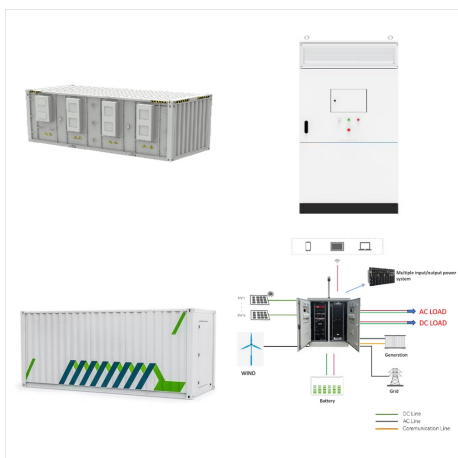 Multiple input/output power
system
PV1
AC LOAD
DC LOAD
WIND
Generation
Battery
Grid
DC Line
AC Line
Communication Line